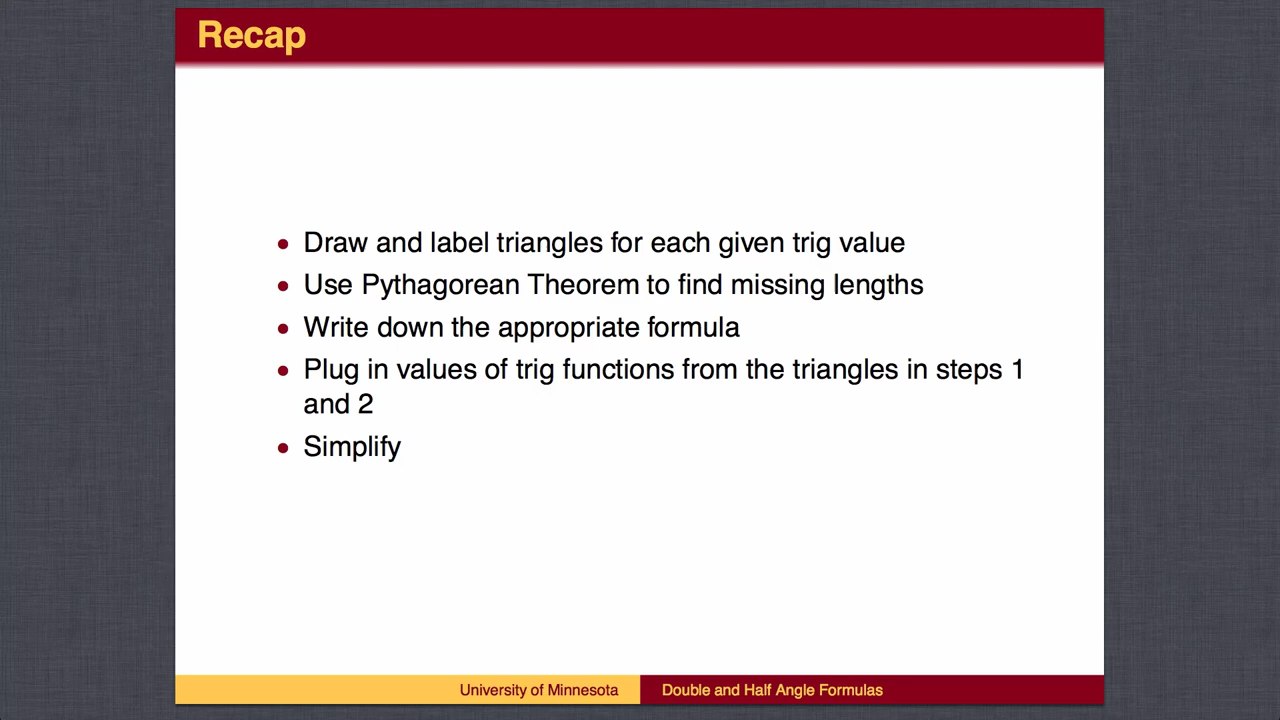 Recap
• Draw and label triangles for each given trig value
• Use Pythagorean Theorem to find missing lengths
• Write down the appropriate formula
• Plug in values of trig functions from the triangles in steps 1
and 2
• Simplify
University of Minnesota
Double and Half Angle Formulas